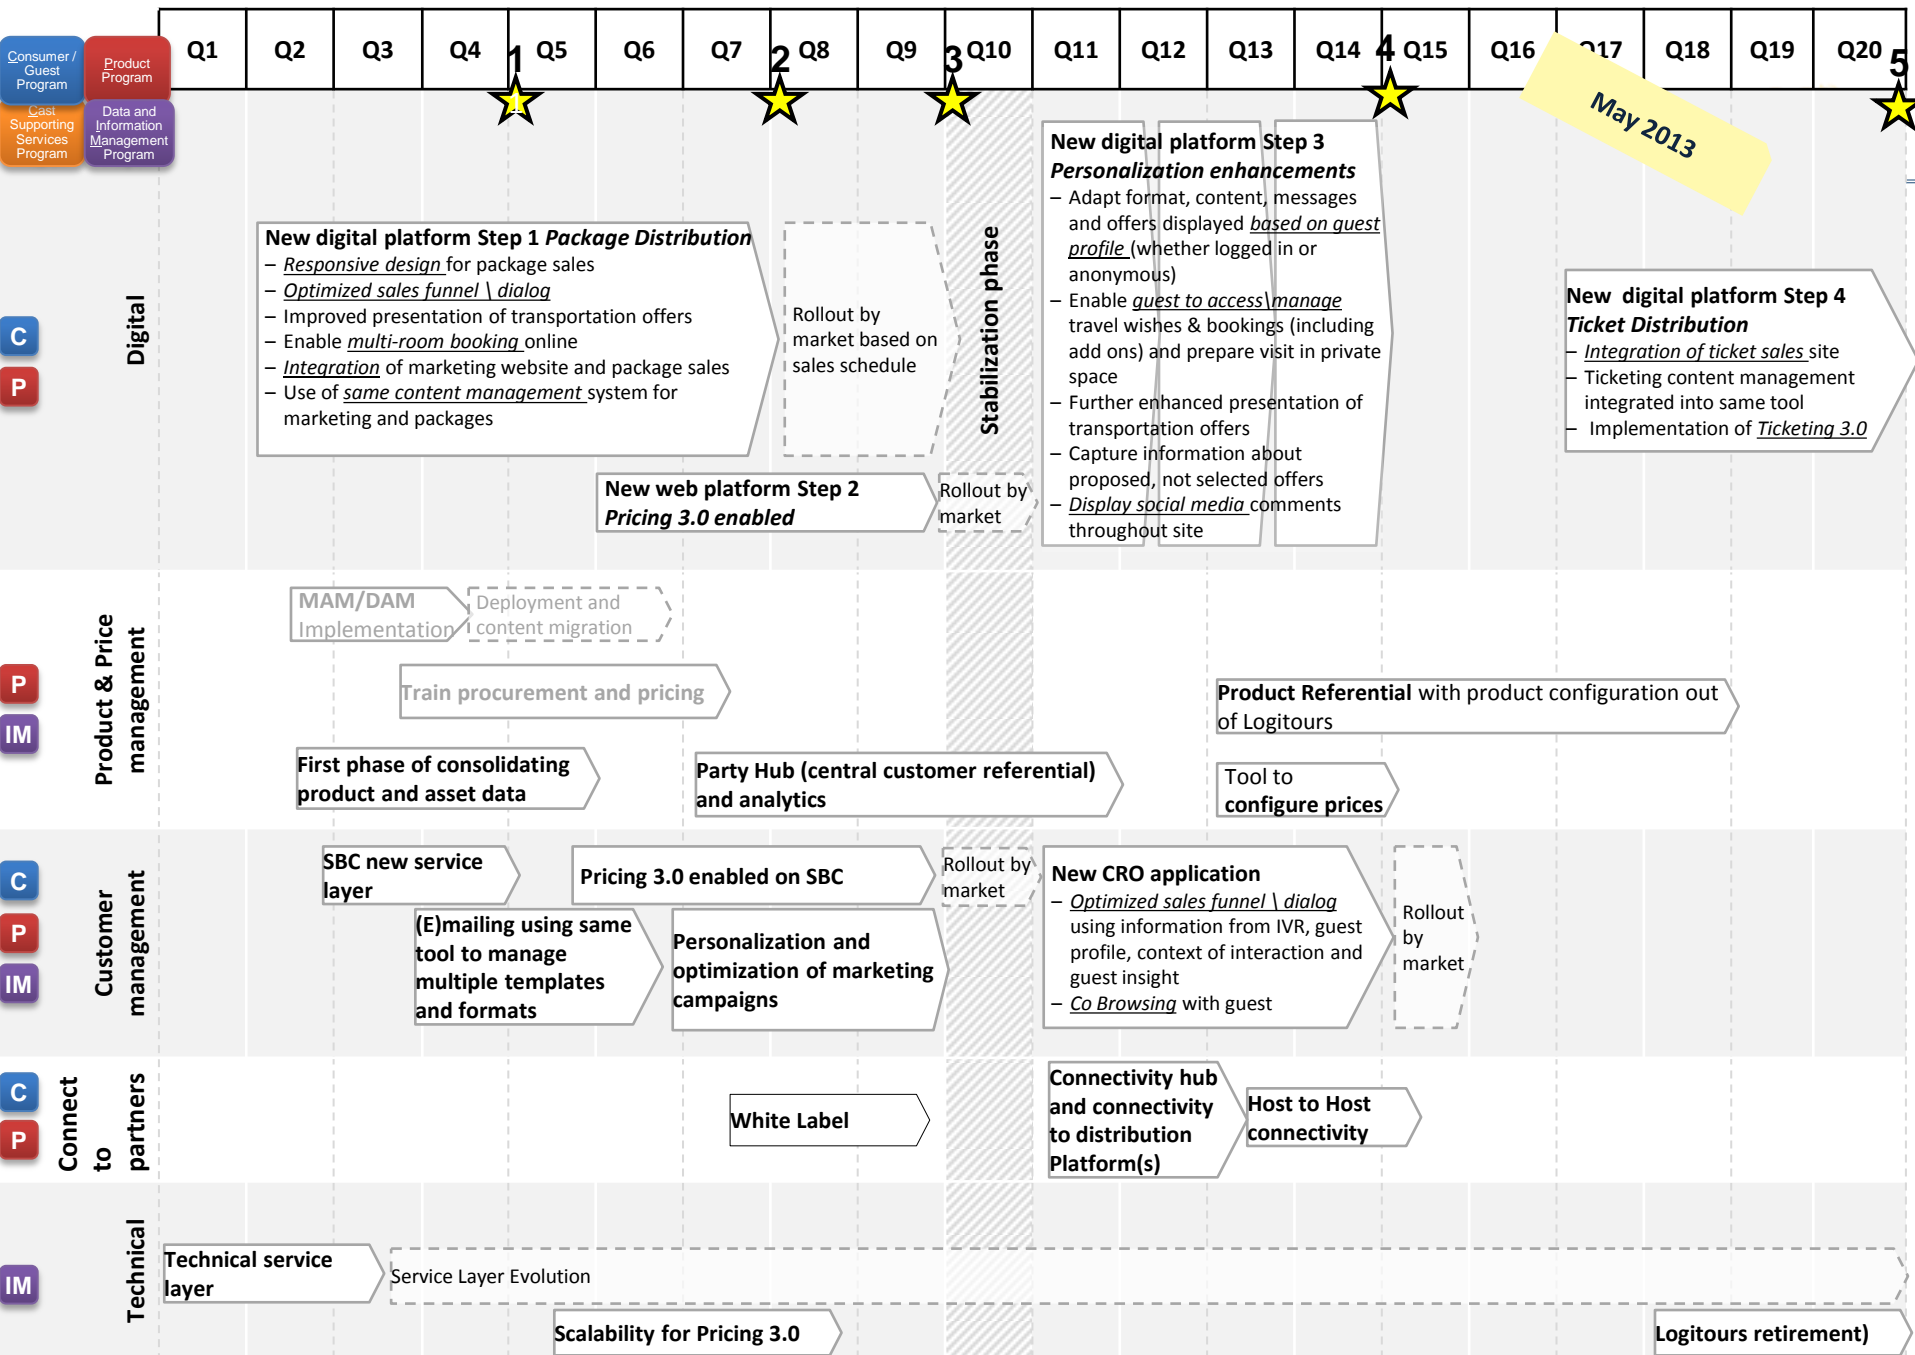 Q1 Q2 Q3 Q4 Q5 Q6 Q7 Q8 Q9 Q10 Q11 Q12 Q13 Q14 Q15 Q16 Q17 Q18 Q19 Q20
1 2 3 4 5
Consumer /
Guest
Program
Product
Program
Cast
Supporting
Services
Program
Data and
Information
Management
Program
May 2013
C
P
Digital
New digital platform Step 1 Package Distribution
– Responsive design for package sales
– Optimized sales funnel \ dialog
– Improved presentation of transportation offers
– Enable multi-room booking online
– Integration of marketing website and package sales
– Use of same content management system for
marketing and packages
Rollout by
market based on
sales schedule
Stabilization phase
New digital platform Step 3
Personalization enhancements
– Adapt format, content, messages
and offers displayed based on guest
profile (whether logged in or
anonymous)
– Enable guest to access\manage
travel wishes & bookings (including
add ons) and prepare visit in private
space
– Further enhanced presentation of
transportation offers
– Capture information about
proposed, not selected offers
– Display social media comments
throughout site
New digital platform Step 4
Ticket Distribution
– Integration of ticket sales site
– Ticketing content management
integrated into same tool
– Implementation of Ticketing 3.0
New web platform Step 2
Pricing 3.0 enabled
Rollout by
market
P
IM
Product & Price
management
MAM/DAM
Implementation
Deployment and
content migration
Train procurement and pricing
First phase of consolidating
product and asset data
Party Hub (central customer referential)
and analytics
Product Referential with product configuration out
of Logitours
Tool to
configure prices
C
P
IM
Customer
management
SBC new service
layer
Pricing 3.0 enabled on SBC
Rollout by
market
(E)mailing using same
tool to manage
multiple templates
and formats
Personalization and
optimization of marketing
campaigns
New CRO application
– Optimized sales funnel \ dialog
using information from IVR, guest
profile, context of interaction and
guest insight
– Co Browsing with guest
Rollout
by
market
C
P
Connect
to
partners
White Label
Connectivity hub
and connectivity
to distribution
Platform(s)
Host to Host
connectivity
IM
Technical
Technical service
layer
Service Layer Evolution
Scalability for Pricing 3.0
Logitours retirement)